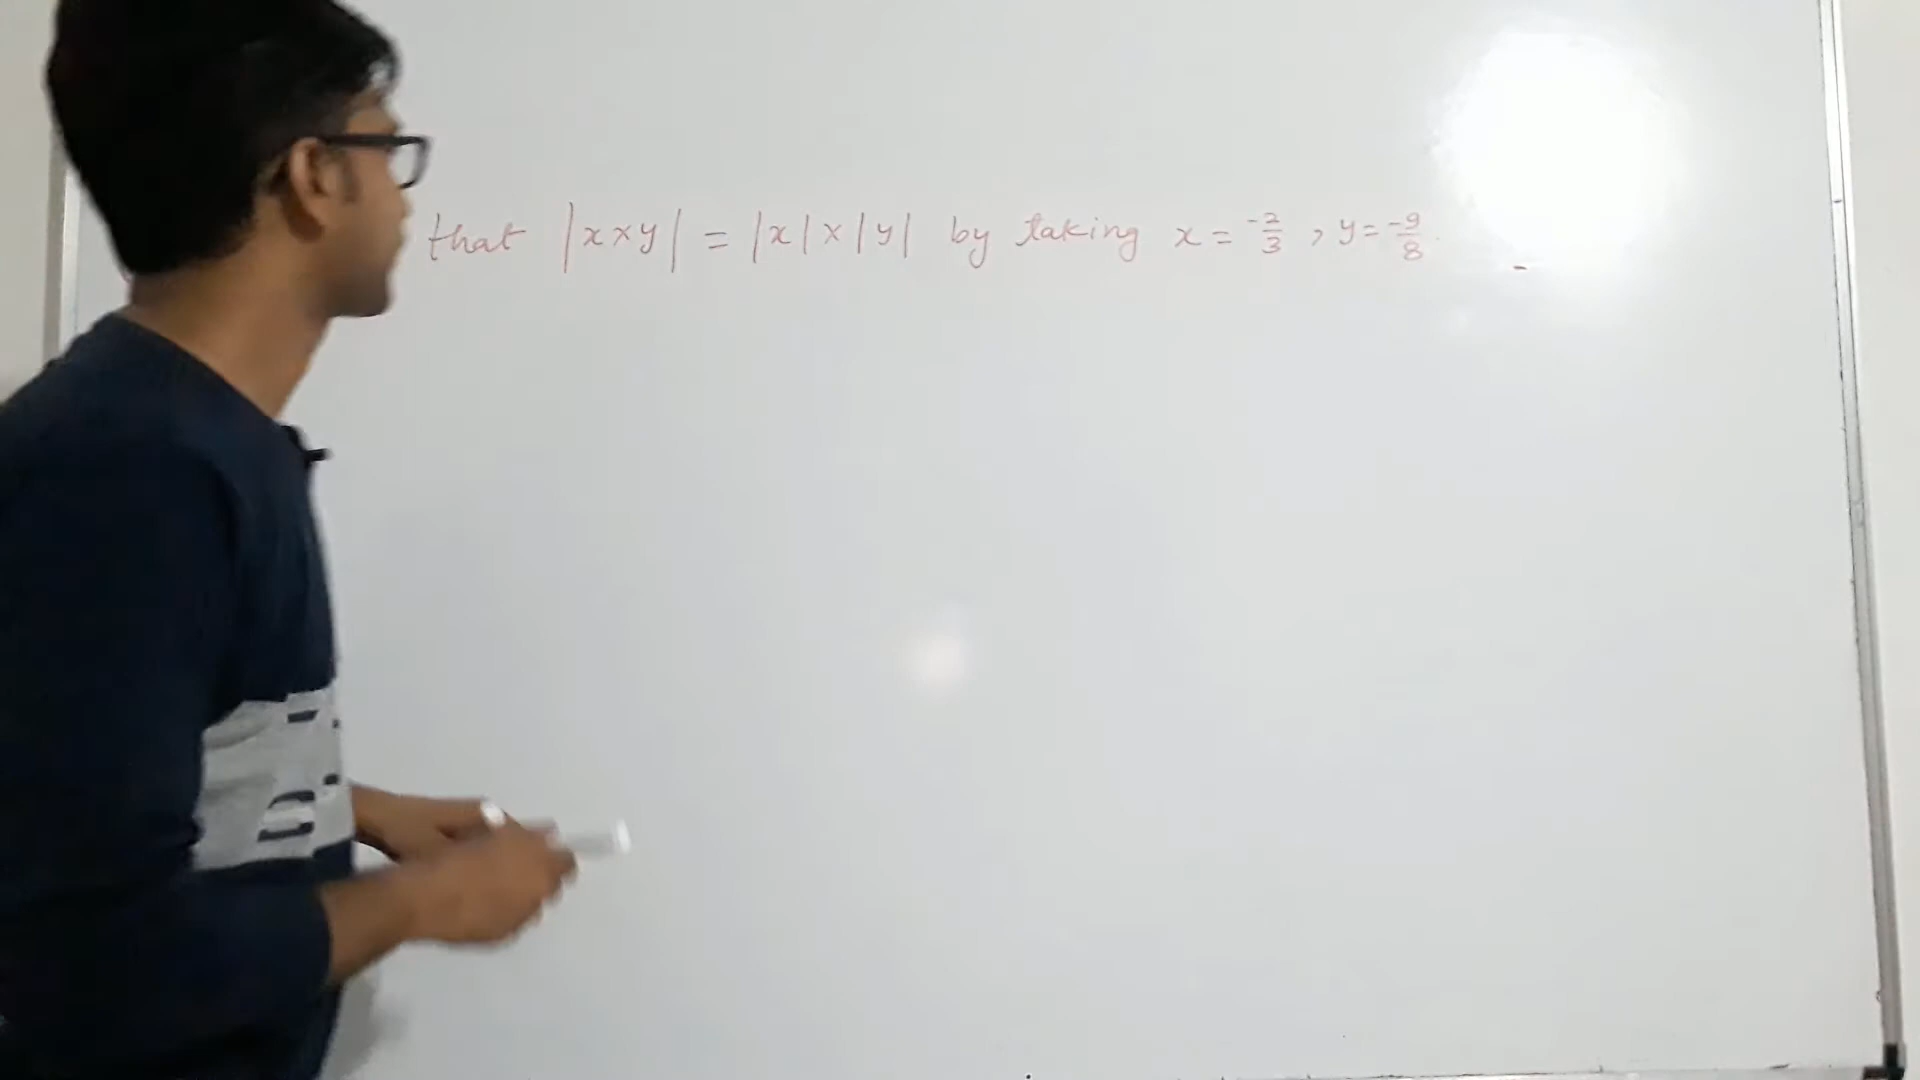 that |x×y| = |x|×|y| by taking x = -2/3 , y = -9/8.